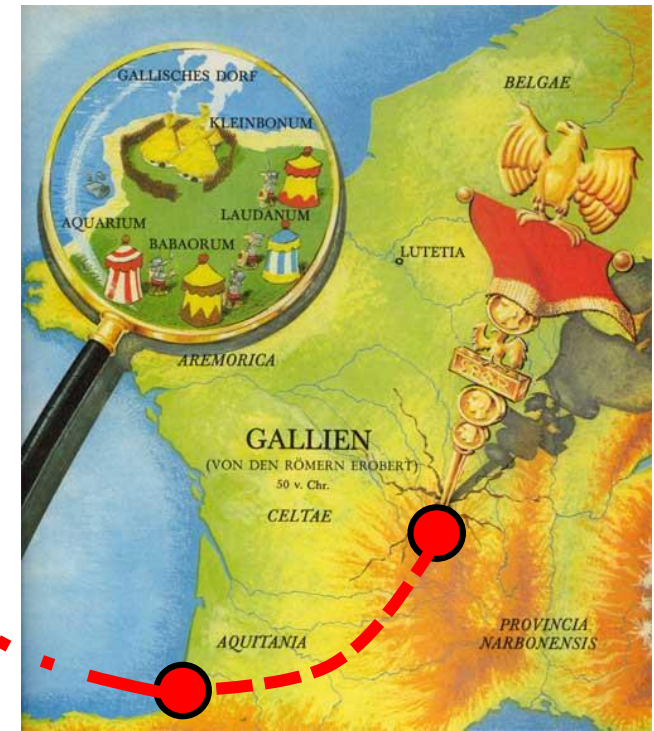 GALLISCHES DORF
KLEINBONUM
AQUARIUM
LAUDANUM
BABAORUM
BELGAE
LUTETIA
AREMORICA
GALLIEN
(VON DEN RÖMERN EROBERT)
50 v. Chr.
CELTAE
AQUITANIA
PROVINCIA
NARBONENSIS